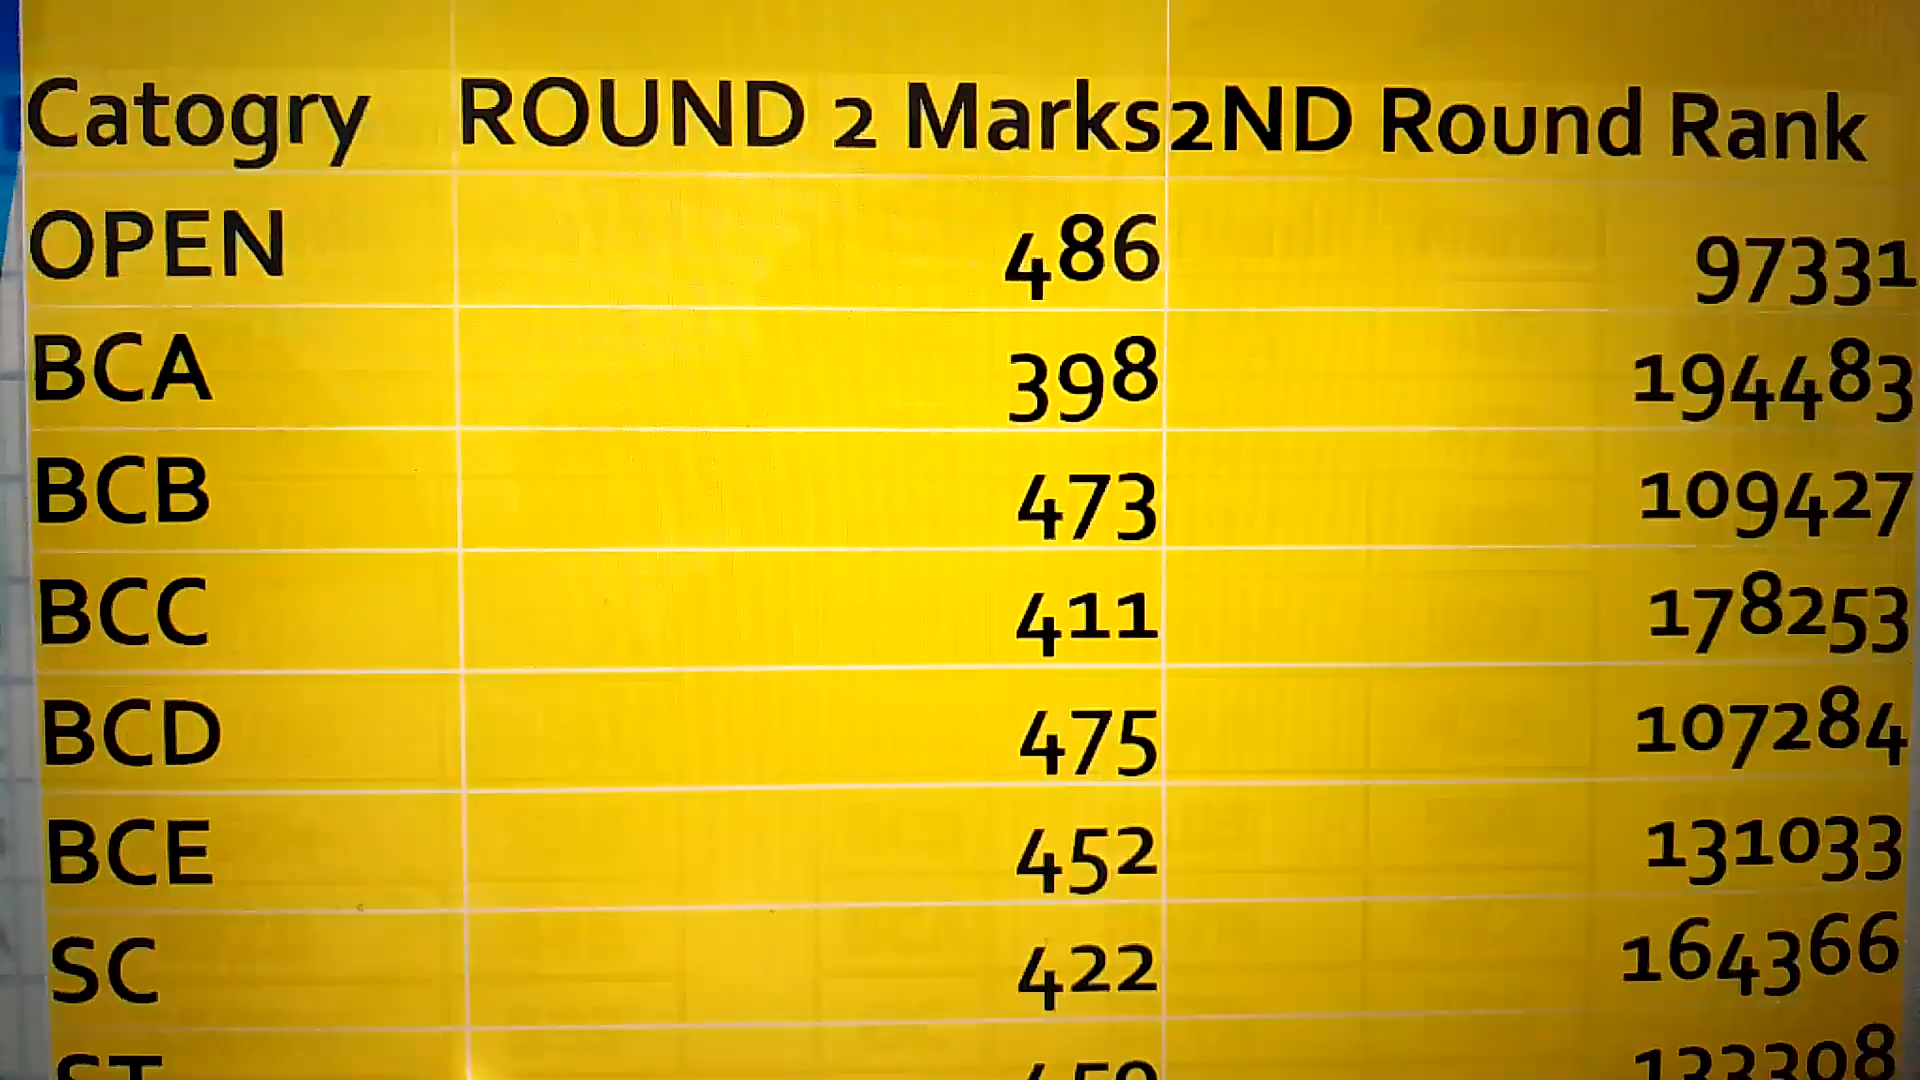 Catogry ROUND 2 Marks 2ND Round Rank
OPEN 486 97331
BCA 398 194483
BCB 473 109427
BCC 411 178253
BCD 475 107284
BCE 452 131033
SC 422 164366
ST